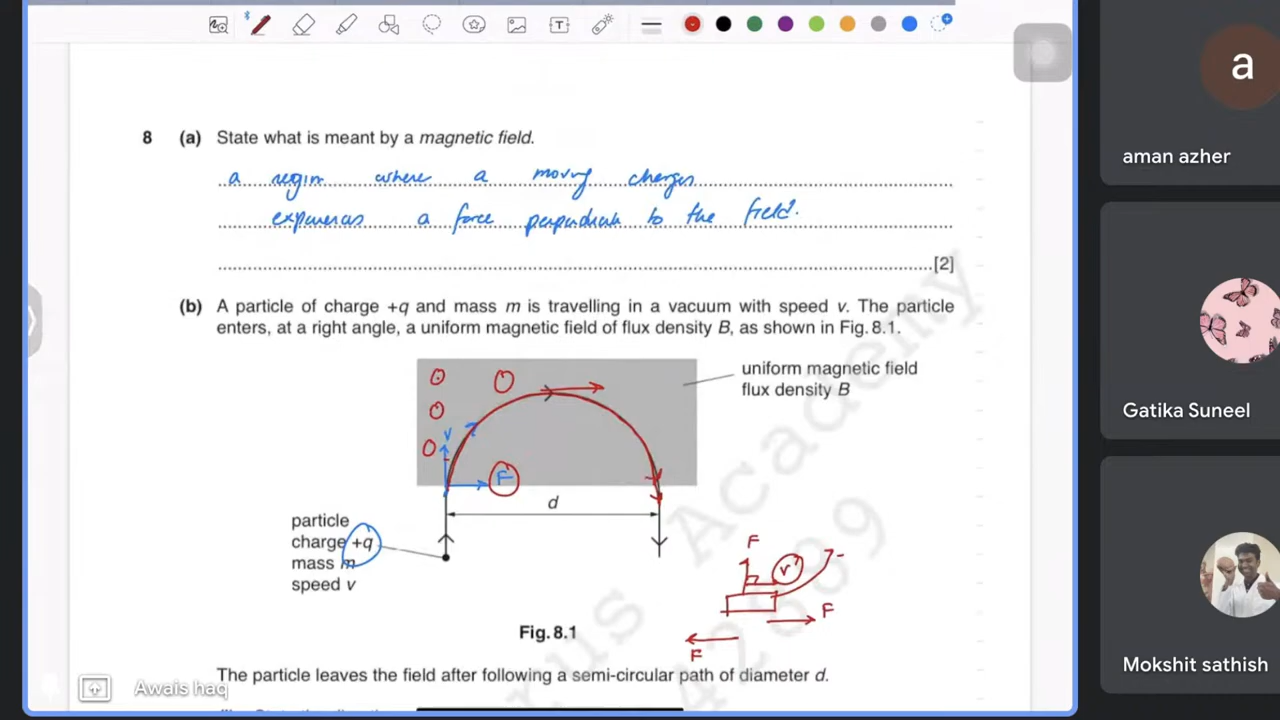 8 (a) State what is meant by a magnetic field.
a region where a moving charges
experiences a force perpendicular to the field.
[2]
(b) A particle of charge +q and mass m is travelling in a vacuum with speed v. The particle
enters, at a right angle, a uniform magnetic field of flux density B, as shown in Fig. 8.1.
uniform magnetic field
flux density B
V
F
d
particle
charge +q
mass m
speed v
F
v
F
F
Fig. 8.1
The particle leaves the field after following a semi-circular path of diameter d.
Awais haq
rus Academy
a
aman azher
Gatika Suneel
Mokshit sathish